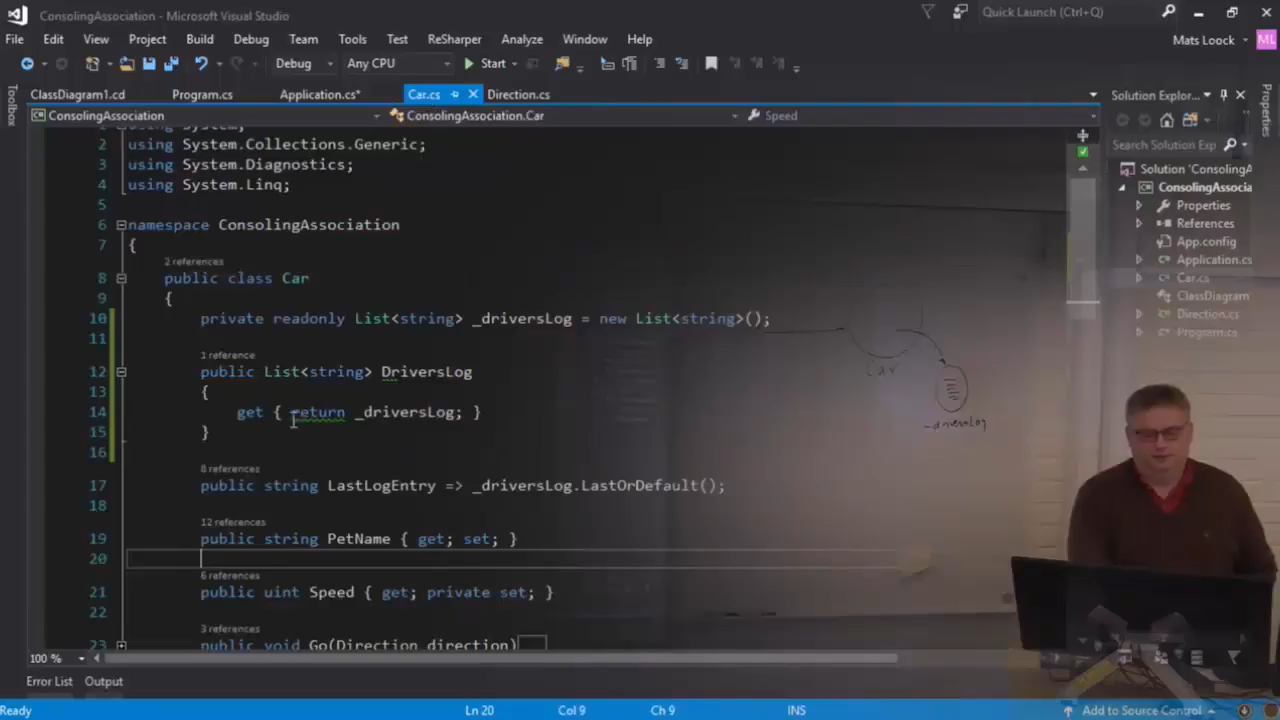 ConsolingAssociation - Microsoft Visual Studio
Quick Launch (Ctrl+Q)
File Edit View Project Build Debug Team Tools Test ReSharper Analyze Window Help
Mats Loock ML
Debug Any CPU Start
Toolbox
ClassDiagram1.cd Program.cs Application.cs* Car.cs Direction.cs
Solution Explor...
Properties
ConsolingAssociation ConsolingAssociation.Car Speed
Search Solution Exp
1 using System;
2 using System.Collections.Generic;
3 using System.Diagnostics;
4 using System.Linq;
5
6 namespace ConsolingAssociation
7 {
2 references
8 public class Car
9 {
10 private readonly List<string> _driversLog = new List<string>();
11
1 reference
12 public List<string> DriversLog
13 {
14 get { return _driversLog; }
15 }
16
8 references
17 public string LastLogEntry => _driversLog.LastOrDefault();
18
12 references
19 public string PetName { get; set; }
20
6 references
21 public uint Speed { get; private set; }
22
3 references
23 public void Go(Direction direction)
Solution 'ConsolingA
ConsolingAssocia
Properties
References
App.config
Application.cs
Car.cs
ClassDiagram
Direction.cs
Program.cs
Car
_driversLog
100 %
Error List Output
Ready Ln 20 Col 9 Ch 9 INS Add to Source Control